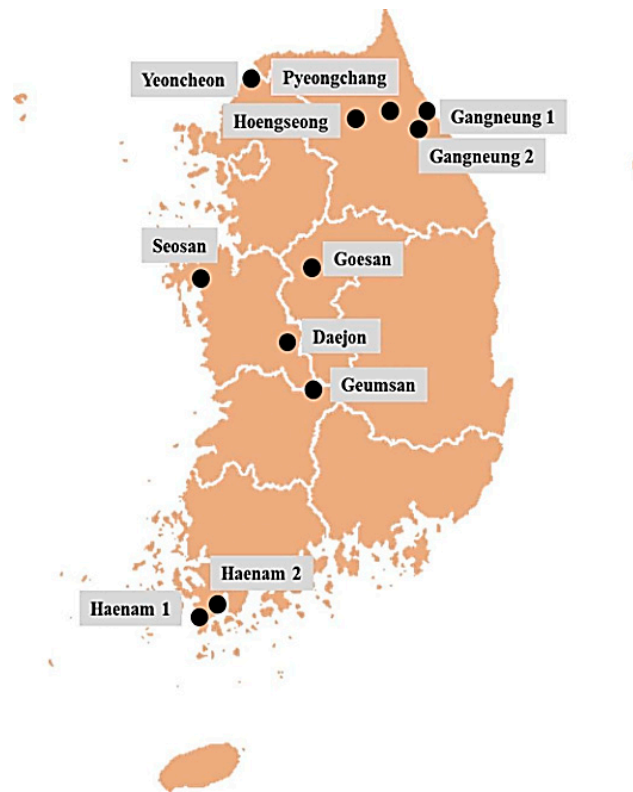 Yeoncheon
Pyeongchang
Hoengseong
Gangneung 1
Gangneung 2
Seosan
Goesan
Daejon
Geumsan
Haenam 2
Haenam 1